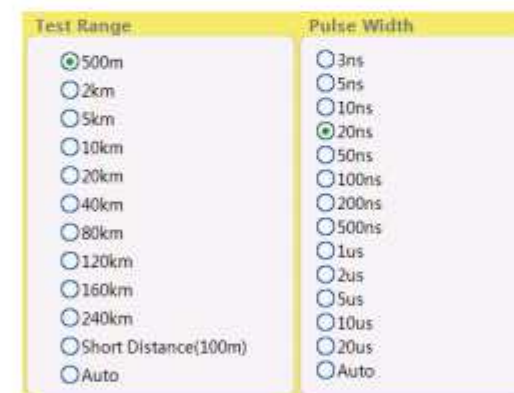 Test Range
500m
2km
5km
10km
20km
40km
80km
120km
160km
240km
Short Distance(100m)
Auto
Pulse Width
3ns
5ns
10ns
20ns
50ns
100ns
200ns
500ns
1us
2us
5us
10us
20us
Auto